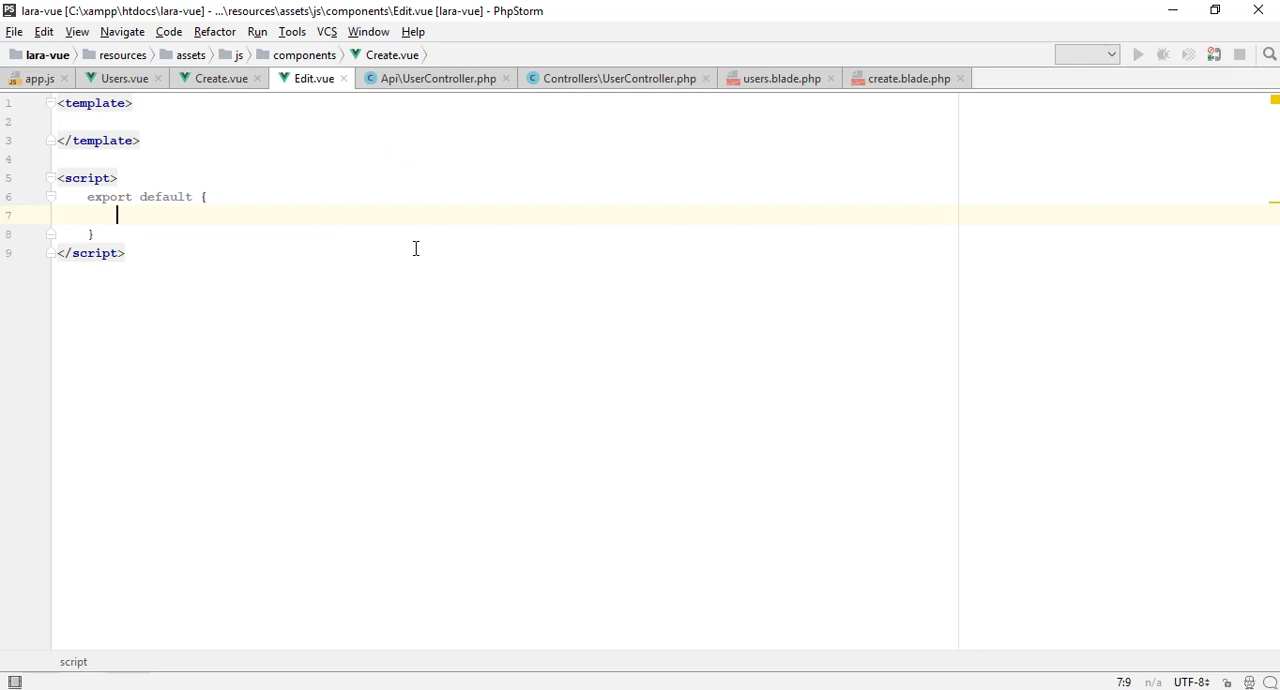 PS lara-vue [C:\xampp\htdocs\lara-vue] - ...\resources\assets\js\components\Edit.vue [lara-vue] - PhpStorm
File Edit View Navigate Code Refactor Run Tools VCS Window Help
lara-vue resources assets js components Create.vue
JS app.js Users.vue Create.vue Edit.vue C Api\UserController.php C Controllers\UserController.php users.blade.php create.blade.php
1 <template>
2
3 </template>
4
5 <script>
6 export default {
7
8 }
9 </script>
script
7:9 n/a UTF-8